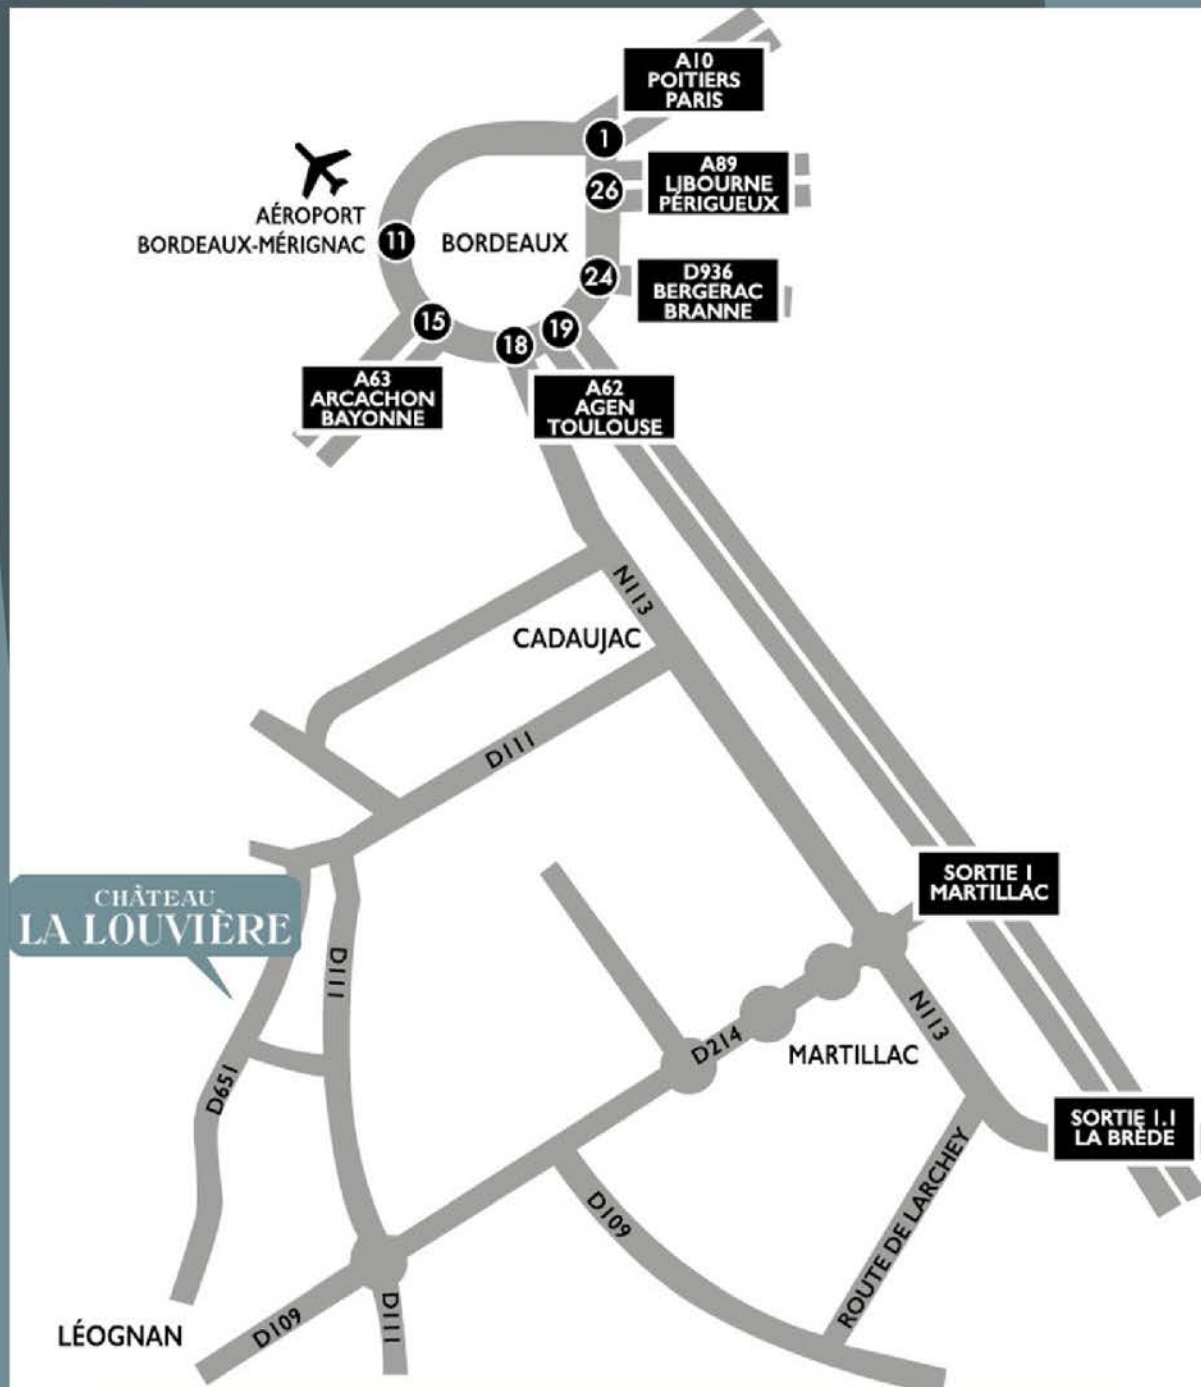 A10
POITIERS
PARIS
1
A89
LIBOURNE
PÉRIGUEUX
26
AÉROPORT
BORDEAUX-MÉRIGNAC
11
BORDEAUX
24
D936
BERGERAC
BRANNE
15
18
19
A63
ARCACHON
BAYONNE
A62
AGEN
TOULOUSE
N113
CADAUJAC
D111
SORTIE 1
MARTILLAC
CHÂTEAU
LA LOUVIÈRE
D111
N113
D214
MARTILLAC
D651
SORTIE 1.1
LA BRÈDE
ROUTE DE LARCHEY
D109
LÉOGNAN
D109
D111